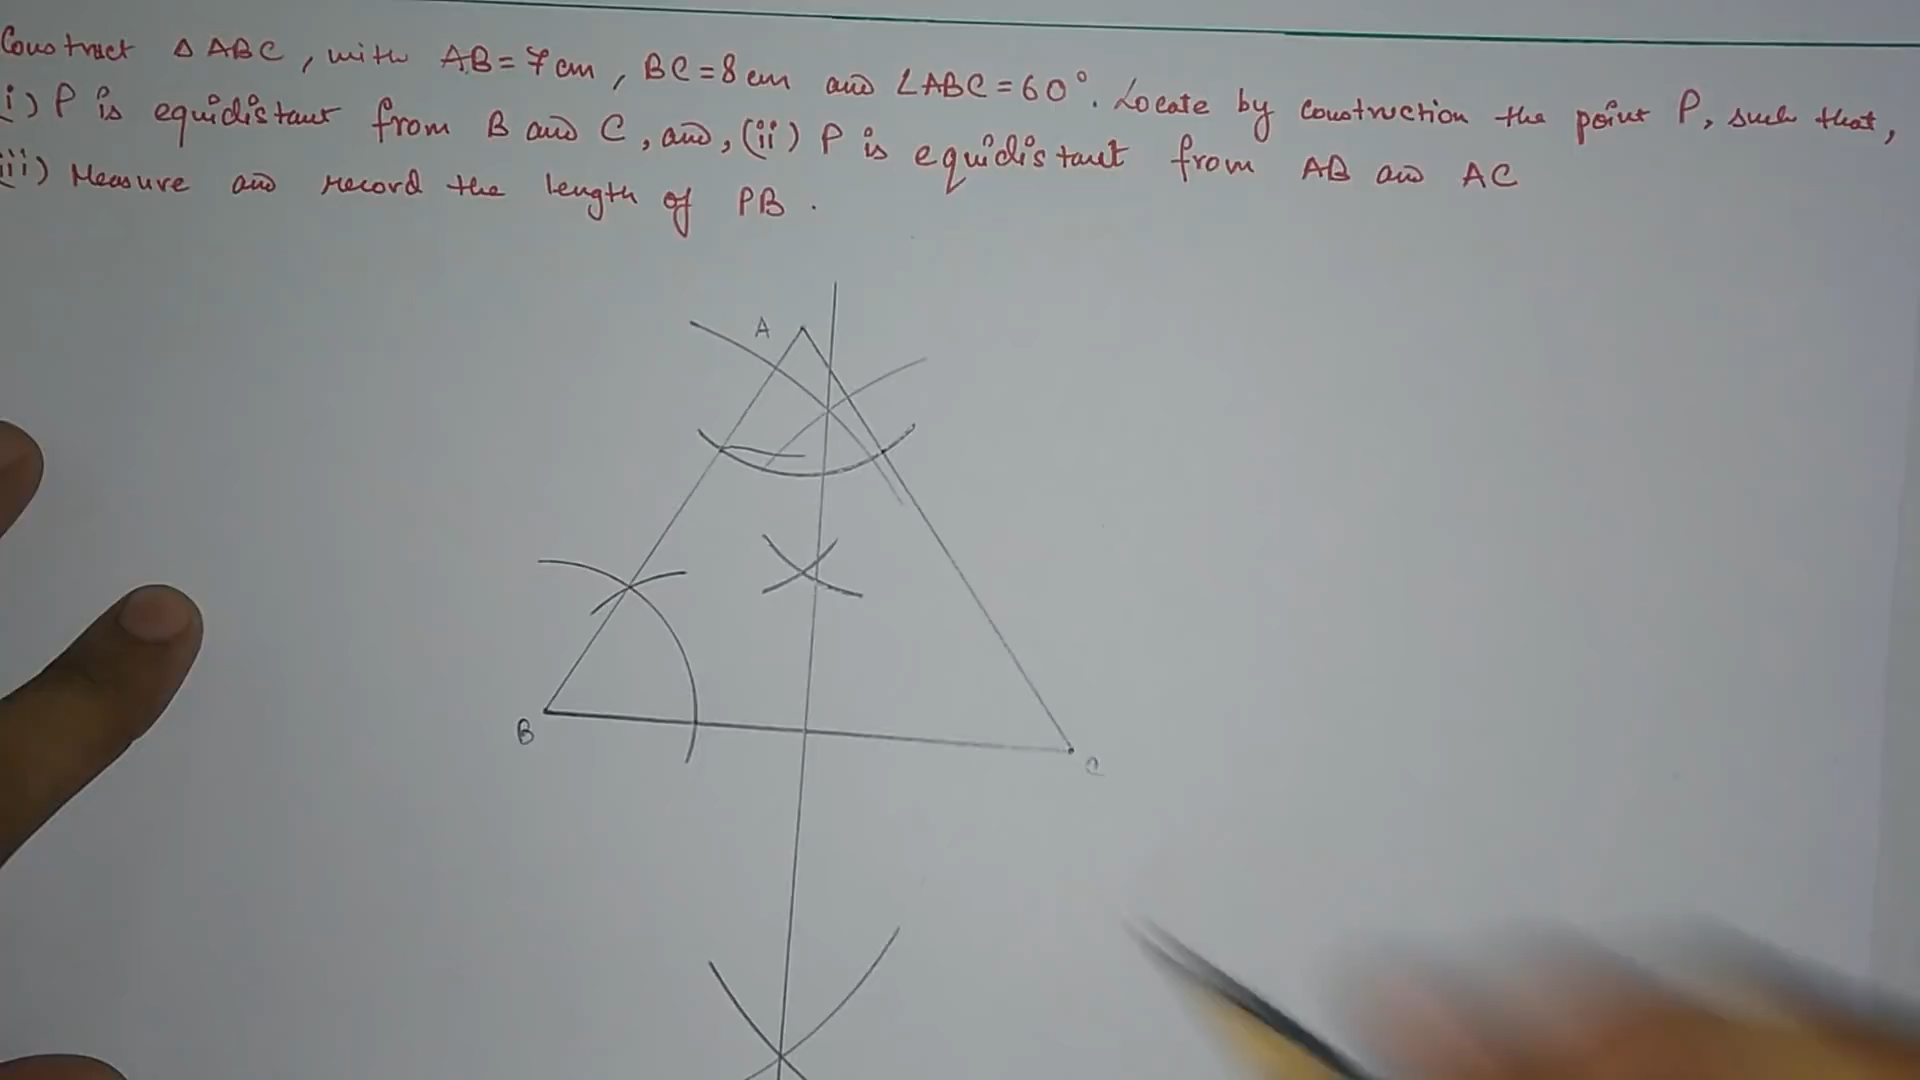 Construct △ ABC, with AB = 7 cm, BC = 8 cm and ∠ABC = 60°. Locate by construction the point P, such that,
(i) P is equidistant from B and C, and, (ii) P is equidistant from AB and AC
(iii) Measure and record the length of PB.
A
B
C